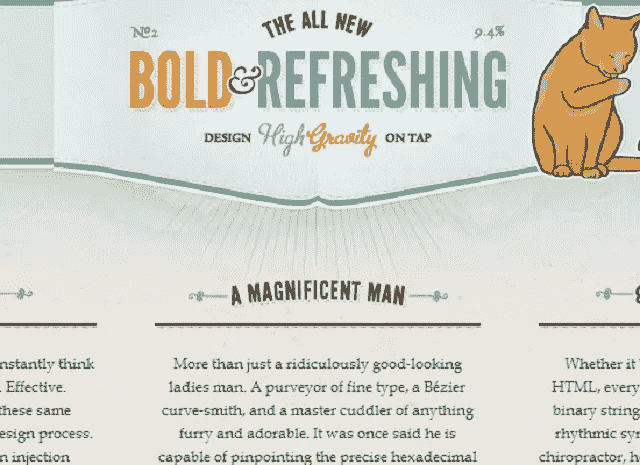 THE ALL NEW
№2
9.4%
BOLD & REFRESHING
DESIGN High Gravity ON TAP
A MAGNIFICENT MAN
nstantly think
Effective.
these same
esign process.
n injection
More than just a ridiculously good-looking
ladies man. A purveyor of fine type, a Bézier
curve-smith, and a master cuddler of anything
furry and adorable. It was once said he is
capable of pinpointing the precise hexadecimal
Whether it
HTML, every
binary string
rhythmic syn
chiropractor, h